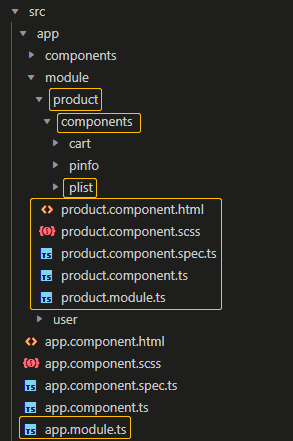 src
app
components
module
product
components
cart
pinfo
plist
product.component.html
product.component.scss
TS product.component.spec.ts
TS product.component.ts
TS product.module.ts
user
app.component.html
app.component.scss
TS app.component.spec.ts
TS app.component.ts
TS app.module.ts